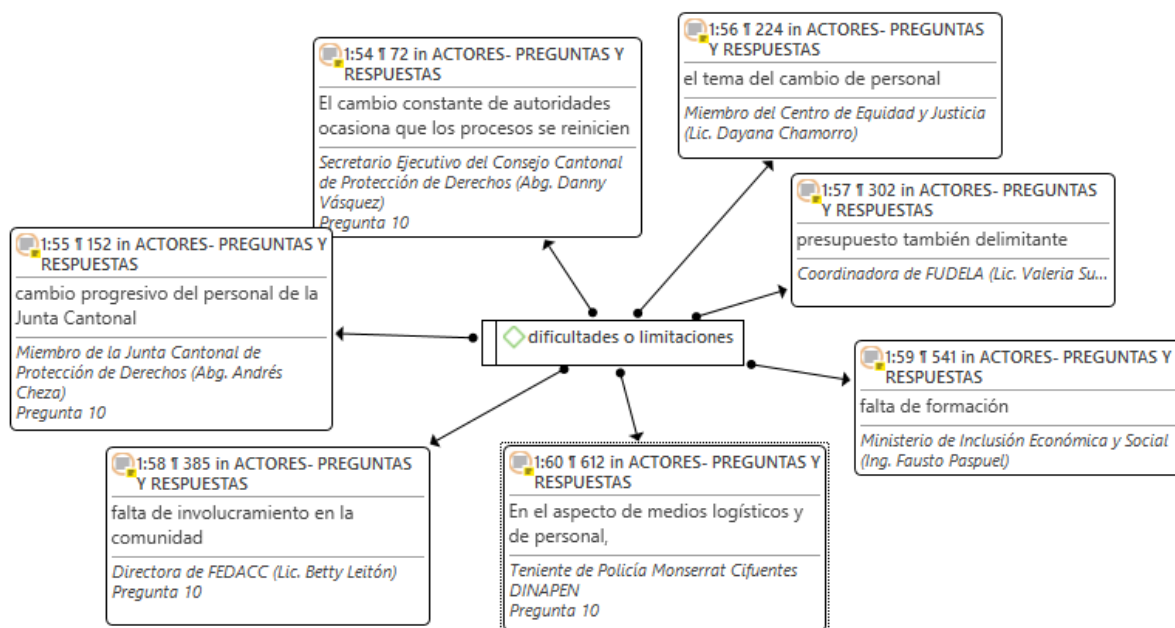 1:56 ¶ 224 in ACTORES- PREGUNTAS
Y RESPUESTAS
el tema del cambio de personal
Miembro del Centro de Equidad y Justicia
(Lic. Dayana Chamorro)
1:54 ¶ 72 in ACTORES- PREGUNTAS Y
RESPUESTAS
El cambio constante de autoridades
ocasiona que los procesos se reinicien
Secretario Ejecutivo del Consejo Cantonal
de Protección de Derechos (Abg. Danny
Vásquez)
Pregunta 10
1:57 ¶ 302 in ACTORES- PREGUNTAS
Y RESPUESTAS
presupuesto también delimitante
Coordinadora de FUDELA (Lic. Valeria Su...
1:55 ¶ 152 in ACTORES- PREGUNTAS Y
RESPUESTAS
cambio progresivo del personal de la
Junta Cantonal
Miembro de la Junta Cantonal de
Protección de Derechos (Abg. Andrés
Cheza)
Pregunta 10
dificultades o limitaciones
1:59 ¶ 541 in ACTORES- PREGUNTAS Y
RESPUESTAS
falta de formación
Ministerio de Inclusión Económica y Social
(Ing. Fausto Paspuel)
1:58 ¶ 385 in ACTORES- PREGUNTAS
Y RESPUESTAS
falta de involucramiento en la
comunidad
Directora de FEDACC (Lic. Betty Leitón)
Pregunta 10
1:60 ¶ 612 in ACTORES- PREGUNTAS Y
RESPUESTAS
En el aspecto de medios logísticos y
de personal,
Teniente de Policía Monserrat Cifuentes
DINAPEN
Pregunta 10